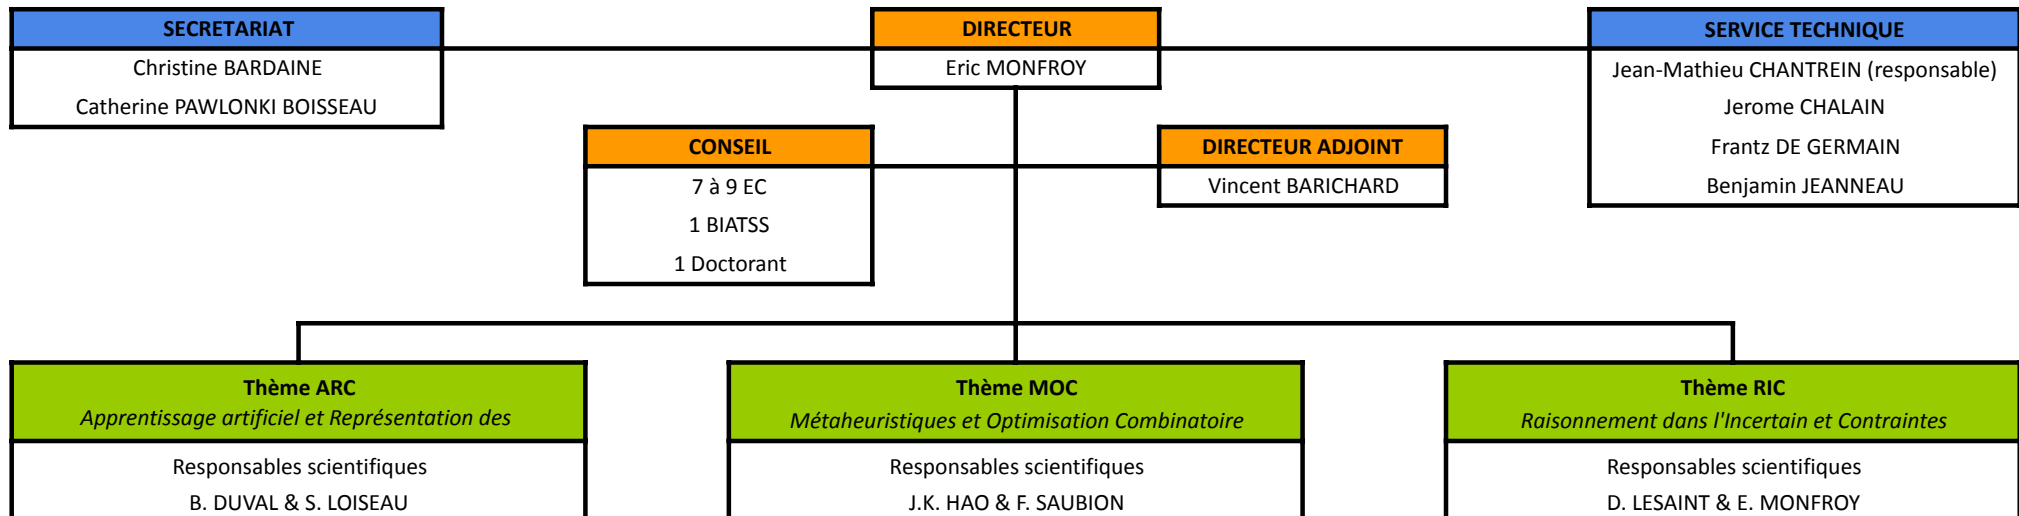 SECRETARIAT
Christine BARDAINE
Catherine PAWLONKI BOISSEAU
DIRECTEUR
Eric MONFROY
SERVICE TECHNIQUE
Jean-Mathieu CHANTREIN (responsable)
Jerome CHALAIN
Frantz DE GERMAIN
Benjamin JEANNEAU
CONSEIL
7 à 9 EC
1 BIATSS
1 Doctorant
DIRECTEUR ADJOINT
Vincent BARICHARD
Thème ARC
Apprentissage artificiel et Représentation des
Responsables scientifiques
B. DUVAL & S. LOISEAU
Thème MOC
Métaheuristiques et Optimisation Combinatoire
Responsables scientifiques
J.K. HAO & F. SAUBION
Thème RIC
Raisonnement dans l'Incertain et Contraintes
Responsables scientifiques
D. LESAINT & E. MONFROY